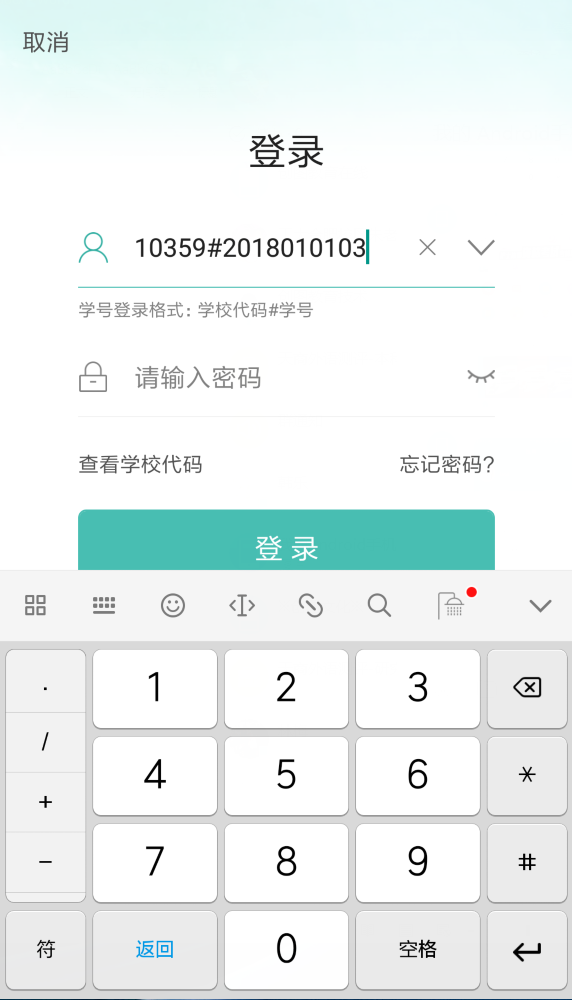 取消
登录
10359#2018010103
学号登录格式：学校代码#学号
请输入密码
查看学校代码 忘记密码?
登 录
. 1 2 3
/ 4 5 6 *
+ 7 8 9 #
-
符 返回 0 空格